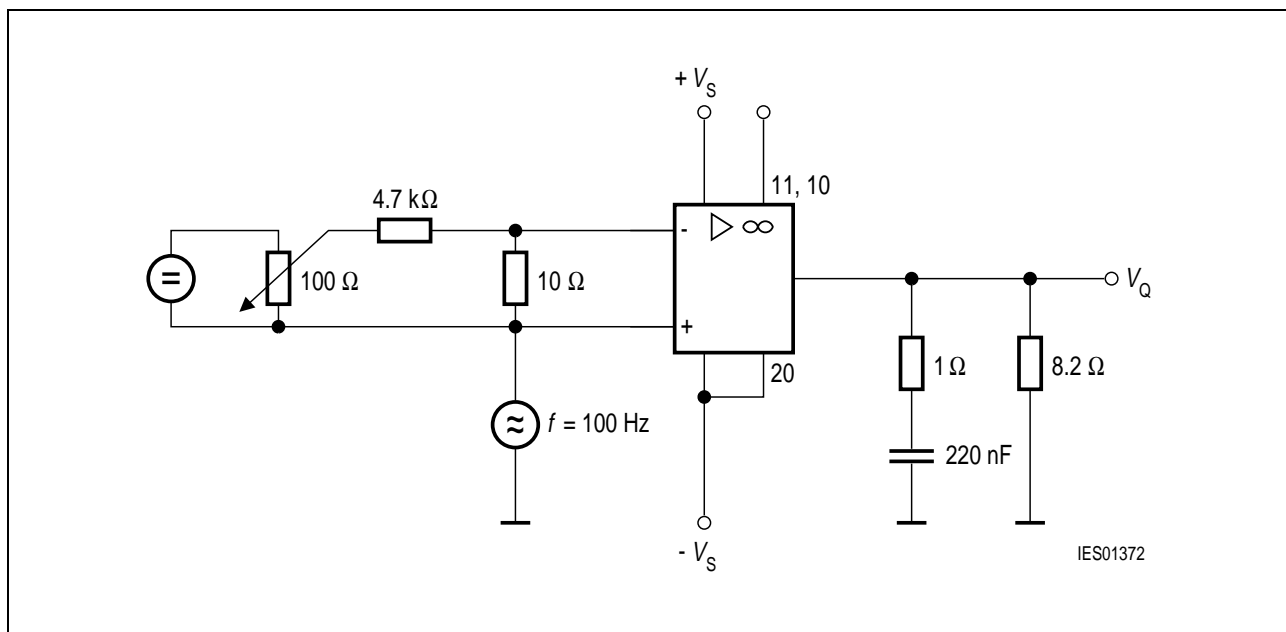 + V_S
11, 10
4.7 kΩ
-
100 Ω
=
10 Ω
+
V_Q
20
1 Ω
8.2 Ω
≈
f = 100 Hz
220 nF
- V_S
IES01372